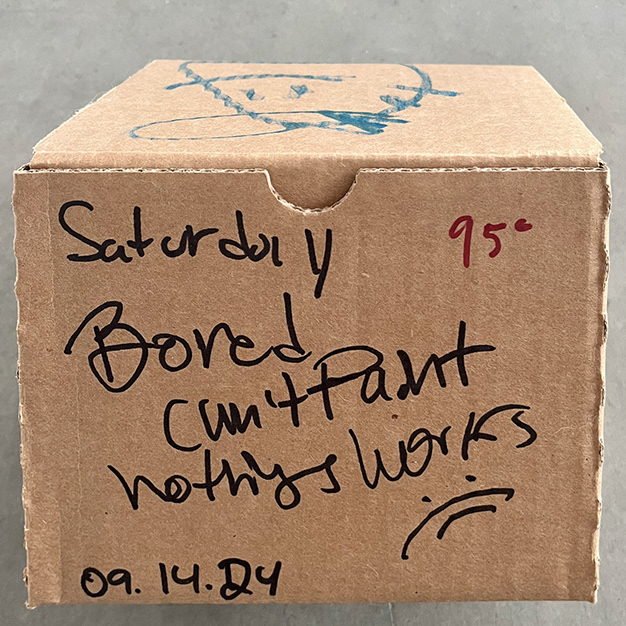 Saturday 95°
Bored
can't Paint
nothing works
09.14.24